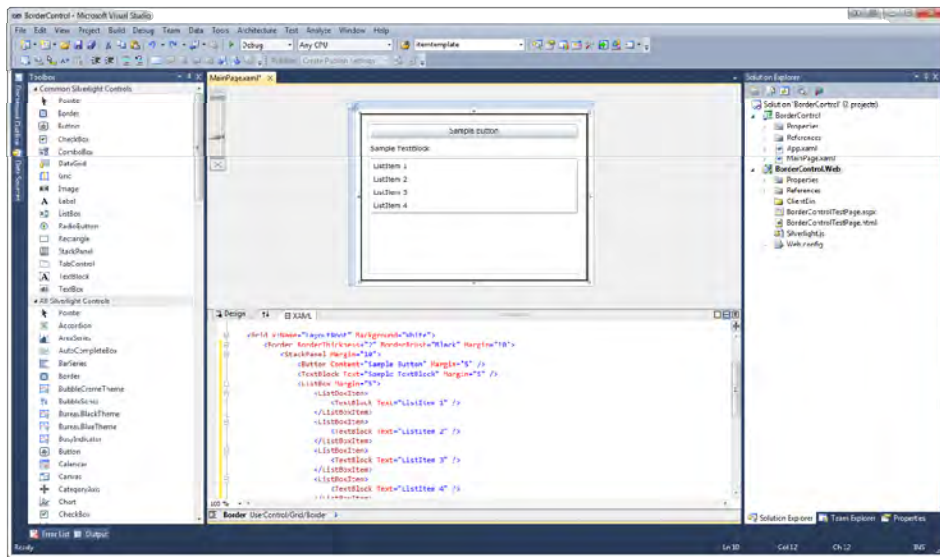 BorderControl - Microsoft Visual Studio
File Edit View Project Build Debug Team Data Tools Architecture Test Analyze Window Help
Debug Any CPU itemtemplate
Publish: Create Publish Settings
Toolbox
MainPage.xaml*
Solution Explorer
Document Outline
Data Sources
Common Silverlight Controls
Pointer
Border
Button
CheckBox
ComboBox
DataGrid
Grid
Image
Label
ListBox
RadioButton
Rectangle
StackPanel
TabControl
TextBlock
TextBox
All Silverlight Controls
Pointer
Accordion
AreaSeries
AutoCompleteBox
BarSeries
Border
BubbleCremeTheme
BubbleSeries
BureauBlackTheme
BureauBlueTheme
BusyIndicator
Button
Calendar
Canvas
CategoryAxis
Chart
CheckBox
Sample Button
Sample TextBlock
ListItem 1
ListItem 2
ListItem 3
ListItem 4
Design XAML
<Grid x:Name="LayoutRoot" Background="White">
<Border BorderThickness="2" BorderBrush="Black" Margin="10">
<StackPanel Margin="10">
<Button Content="Sample Button" Margin="5" />
<TextBlock Text="Sample TextBlock" Margin="5" />
<ListBox Margin="5">
<ListBoxItem>
<TextBlock Text="ListItem 1" />
</ListBoxItem>
<ListBoxItem>
<TextBlock Text="ListItem 2" />
</ListBoxItem>
<ListBoxItem>
<TextBlock Text="ListItem 3" />
</ListBoxItem>
<ListBoxItem>
<TextBlock Text="ListItem 4" />
</ListBoxItem>
100 %
Border UserControl/Grid/Border
Solution 'BorderControl' (2 projects)
BorderControl
Properties
References
App.xaml
MainPage.xaml
BorderControl.Web
Properties
References
ClientBin
BorderControlTestPage.aspx
BorderControlTestPage.html
Silverlight.js
Web.config
Solution Explorer Team Explorer Properties
Error List Output
Ready Ln 10 Col 12 Ch 12 INS